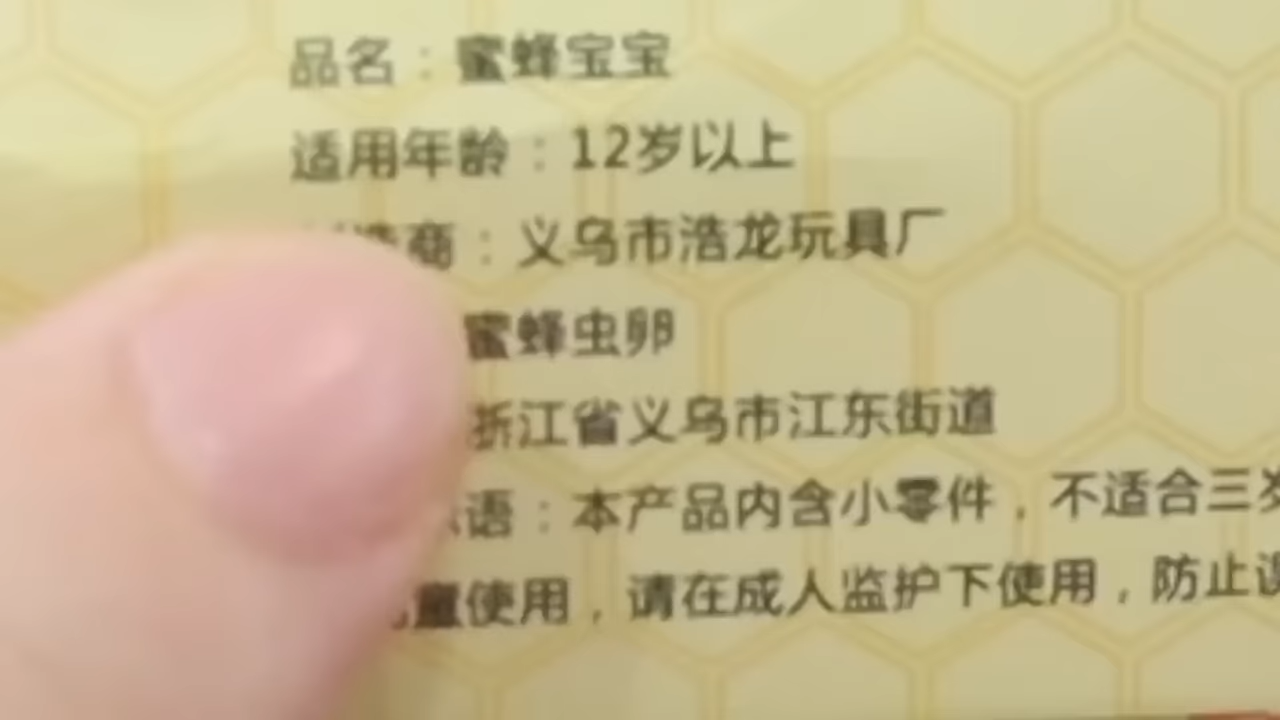 品名：蜜蜂宝宝
适用年龄：12岁以上
造商：义乌市浩龙玩具厂
蜜蜂虫卵
浙江省义乌市江东街道
语：本产品内含小零件，不适合三岁
童使用，请在成人监护下使用，防止误